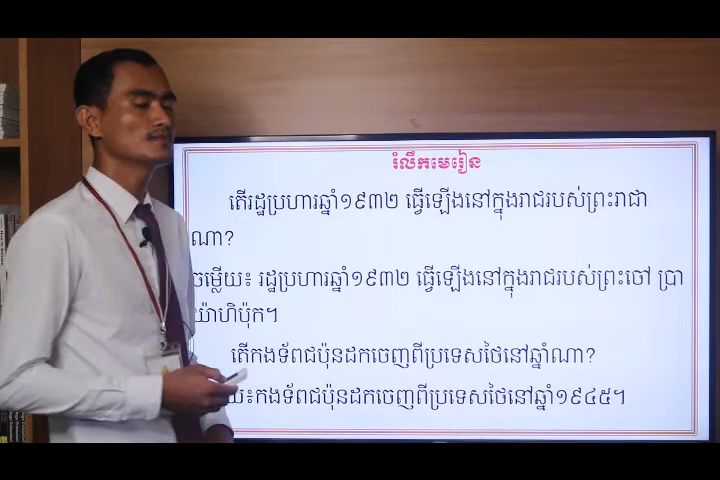 រំលឹកមេរៀន
តើរដ្ឋប្រហារឆ្នាំ១៩៣២ ធ្វើឡើងនៅក្នុងរាជរបស់ព្រះរាជា
ណា?
ចម្លើយ៖ រដ្ឋប្រហារឆ្នាំ១៩៣២ ធ្វើឡើងនៅក្នុងរាជរបស់ព្រះចៅ ប្រា
យ៉ាហិប៉ុក។
តើកងទ័ពជប៉ុនដកចេញពីប្រទេសថៃនៅឆ្នាំណា?
យ៖កងទ័ពជប៉ុនដកចេញពីប្រទេសថៃនៅឆ្នាំ១៩៤៥។